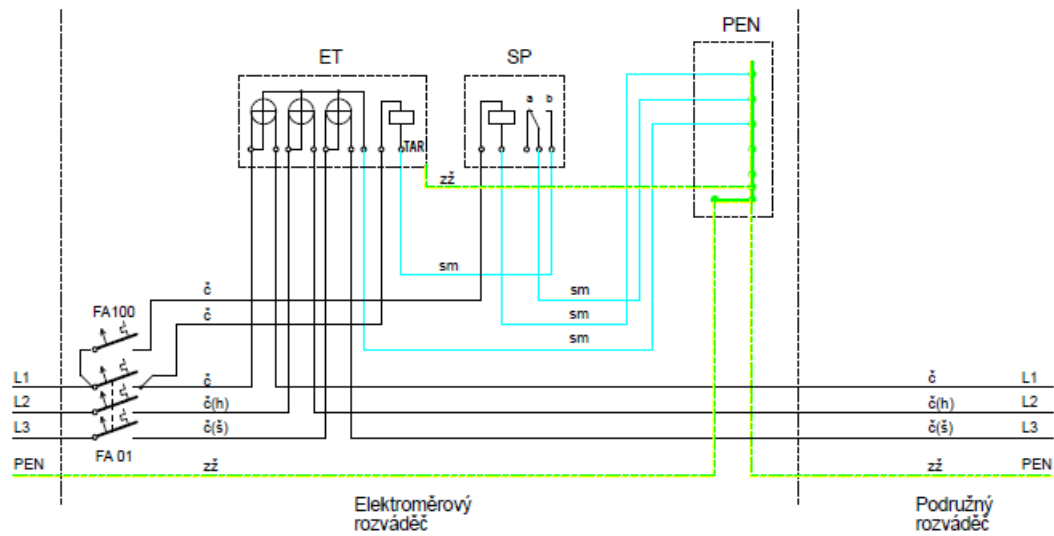 PEN
ET
SP
a b
TAR
zž
sm
č
sm
FA100
č
sm
sm
L1
č
č
L1
L2
č(h)
č(h)
L2
L3
č(š)
č(š)
L3
FA 01
PEN
zž
zž
PEN
Elektroměrový
rozváděč
Podružný
rozváděč